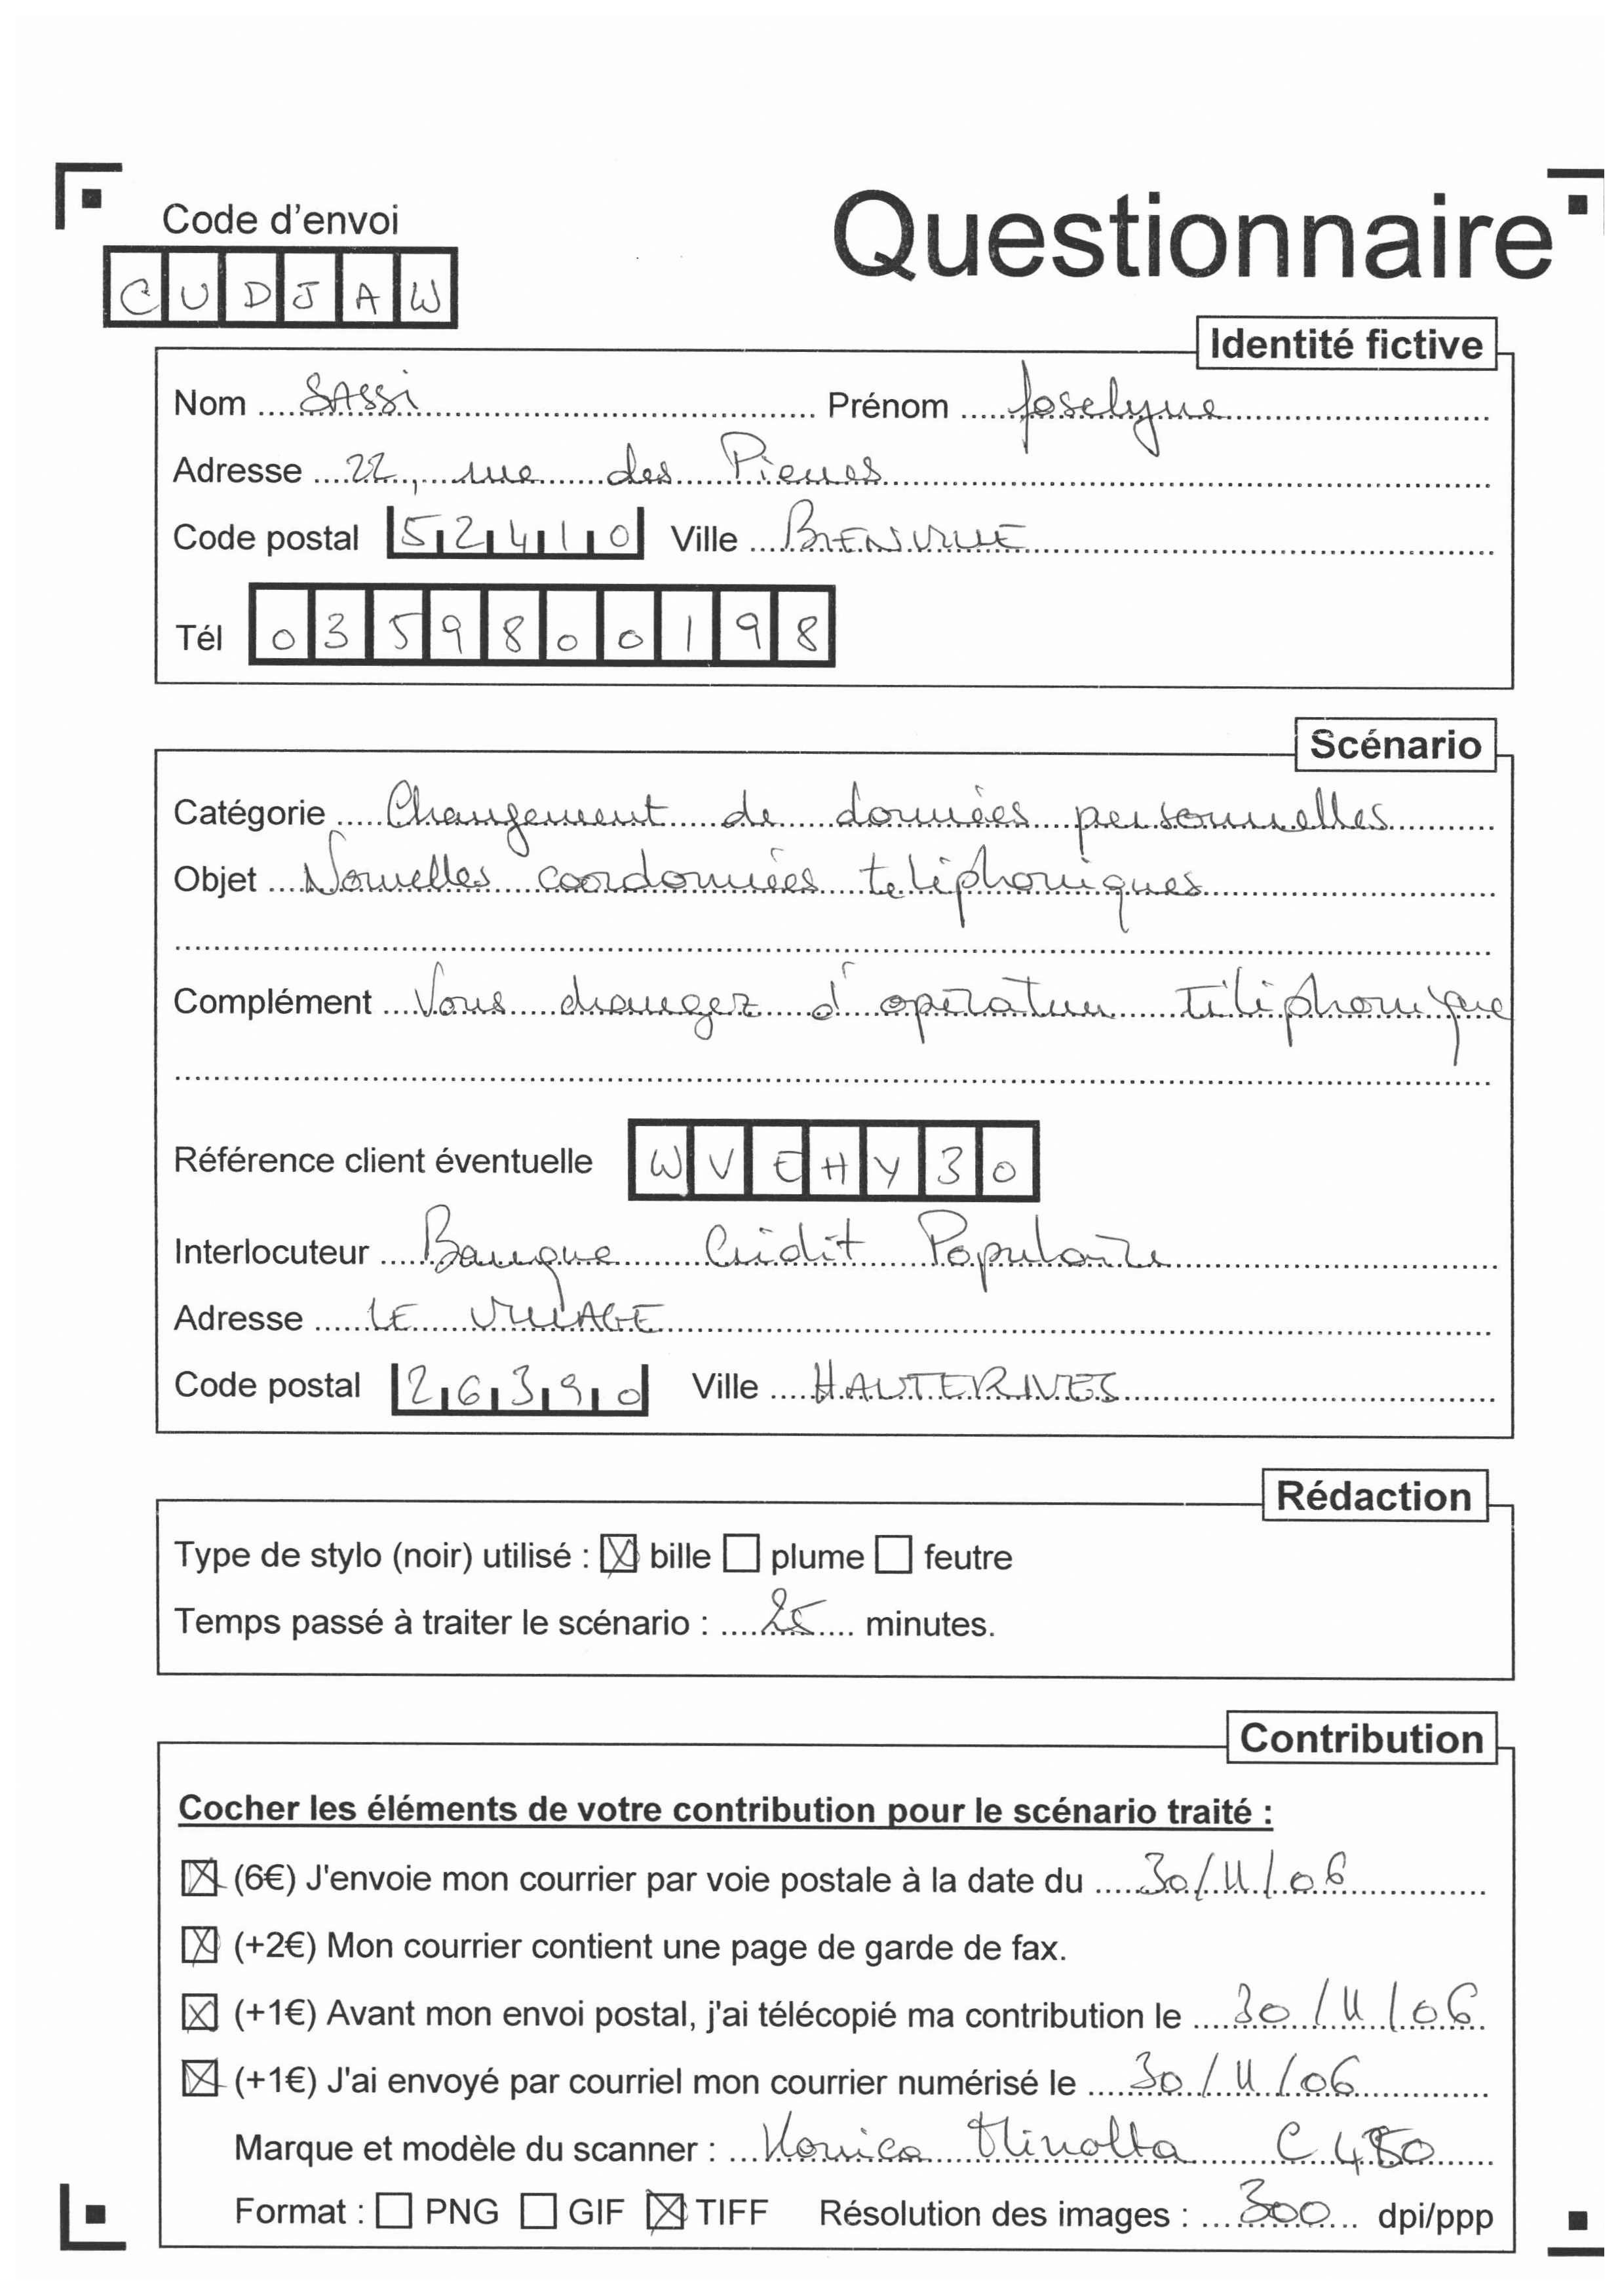 Questionnaire
Code d'envoi
CUDJAW
Identité fictive
Nom SASSi Prénom Joselyne
Adresse 22, rue des Pierres
Code postal 52410 Ville BIENVILLE
Tél 0359800198
Scénario
Catégorie Changement de données personnelles
Objet Nouvelles coordonnées teléphoniques
Complément Vous changez d'opérateur téléphonique
Référence client éventuelle WVEHY30
Interlocuteur Banque Crédit Populaire
Adresse LE VILLAGE
Code postal 26390 Ville HAUTERIVES
Rédaction
Type de stylo (noir) utilisé : ☒ bille ☐ plume ☐ feutre
Temps passé à traiter le scénario : 25 minutes.
Contribution
Cocher les éléments de votre contribution pour le scénario traité :
☒ (6€) J'envoie mon courrier par voie postale à la date du 30/11/06
☒ (+2€) Mon courrier contient une page de garde de fax.
☒ (+1€) Avant mon envoi postal, j'ai télécopié ma contribution le 30/11/06
☒ (+1€) J'ai envoyé par courriel mon courrier numérisé le 30/11/06
Marque et modèle du scanner : Konica Minolta C450
Format : ☐ PNG ☐ GIF ☒ TIFF Résolution des images : 300 dpi/ppp